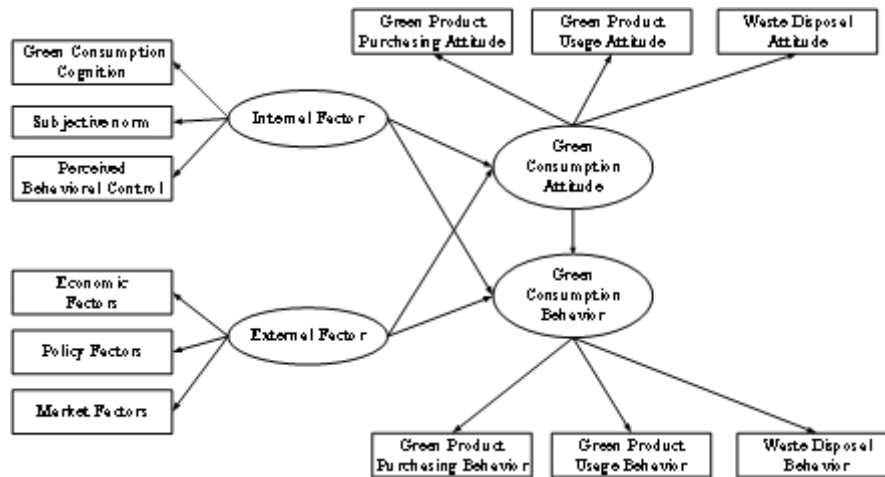 Green Product
Purchasing Attitude
Green Product
Usage Attitude
Waste Disposal
Attitude
Green Consumption
Cognition
Subjective norm
Perceived
Behavioral Control
Internal Factor
Green
Consumption
Attitude
Economic
Factors
Policy Factors
Market Factors
External Factor
Green
Consumption
Behavior
Green Product
Purchasing Behavior
Green Product
Usage Behavior
Waste Disposal
Behavior